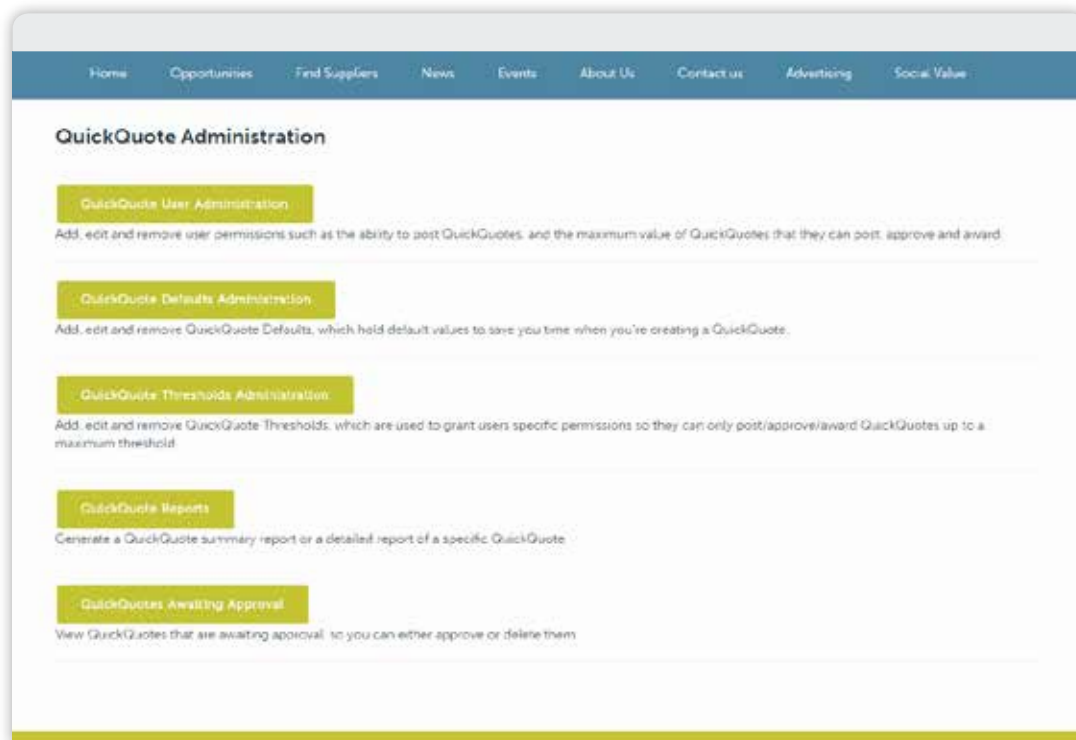 Home Opportunities Find Suppliers News Events About Us Contact us Advertising Social Value
QuickQuote Administration
QuickQuote User Administration
Add, edit and remove user permissions such as the ability to post QuickQuotes, and the maximum value of QuickQuotes that they can post, approve and award
QuickQuote Defaults Administration
Add, edit and remove QuickQuote Defaults, which hold default values to save you time when you're creating a QuickQuote.
QuickQuote Thresholds Administration
Add, edit and remove QuickQuote Thresholds, which are used to grant users specific permissions so they can only post/approve/award QuickQuotes up to a
maximum threshold
QuickQuote Reports
Generate a QuickQuote summary report or a detailed report of a specific QuickQuote
QuickQuotes Awaiting Approval
View QuickQuotes that are awaiting approval, so you can either approve or delete them